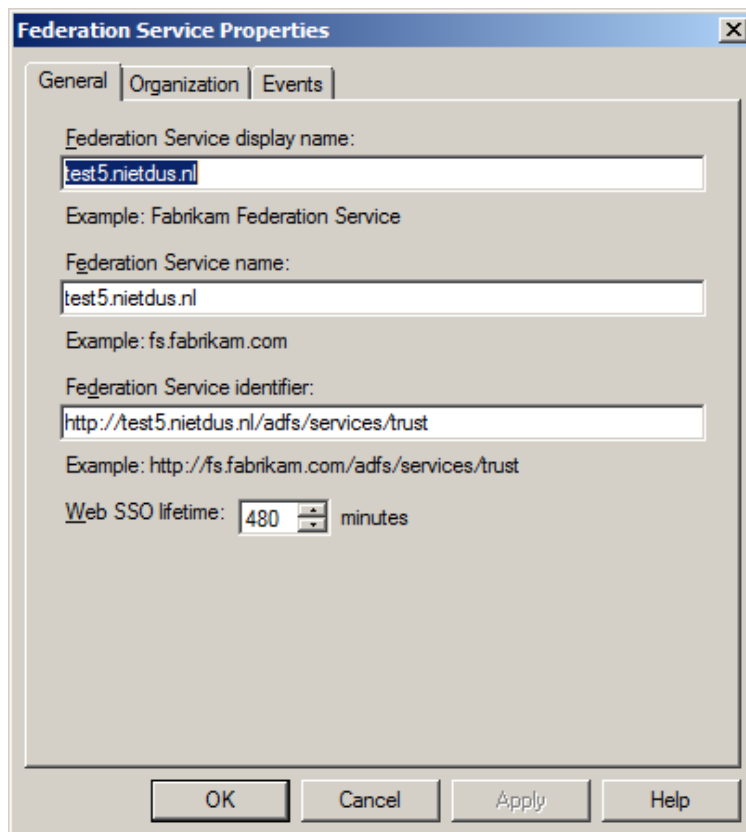 Federation Service Properties
General Organization Events
Federation Service display name:
test5.nietdus.nl
Example: Fabrikam Federation Service
Federation Service name:
test5.nietdus.nl
Example: fs.fabrikam.com
Federation Service identifier:
http://test5.nietdus.nl/adfs/services/trust
Example: http://fs.fabrikam.com/adfs/services/trust
Web SSO lifetime: 480 minutes
OK Cancel Apply Help